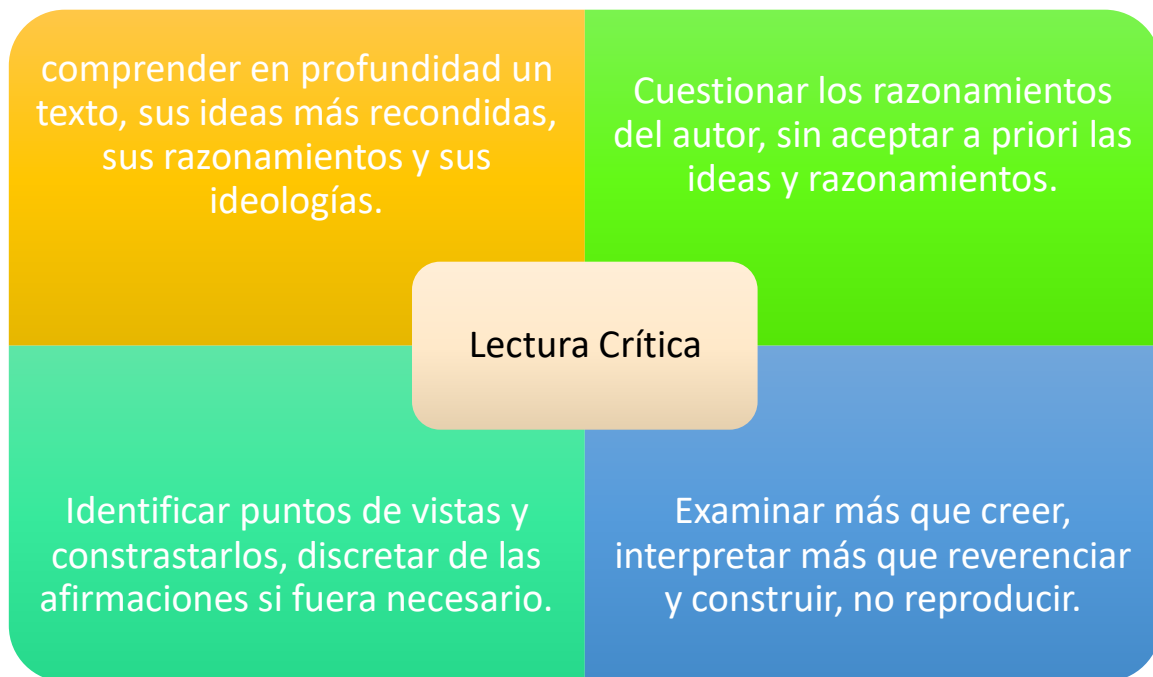 comprender en profundidad un
texto, sus ideas más recondidas,
sus razonamientos y sus
ideologías.
Cuestionar los razonamientos
del autor, sin aceptar a priori las
ideas y razonamientos.
Lectura Crítica
Identificar puntos de vistas y
constrastarlos, discretar de las
afirmaciones si fuera necesario.
Examinar más que creer,
interpretar más que reverenciar
y construir, no reproducir.